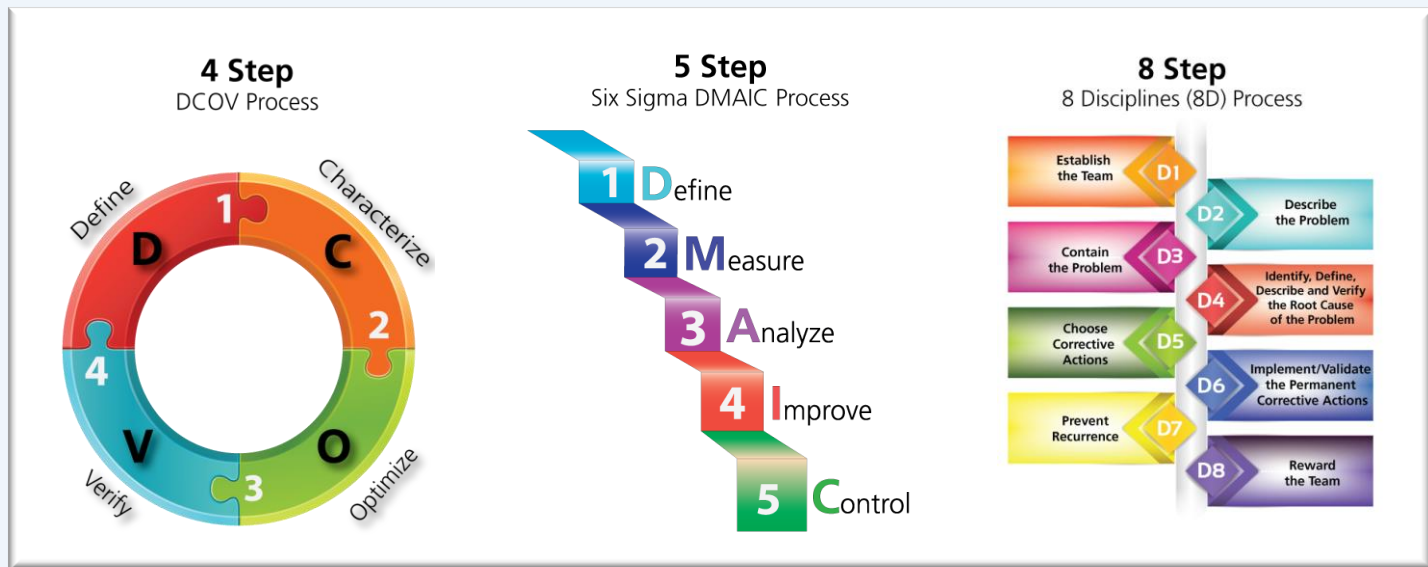 4 Step
DCOV Process
Define
Characterize
1
D
C
2
4
V
O
3
Verify
Optimize
5 Step
Six Sigma DMAIC Process
1 Define
2 Measure
3 Analyze
4 Improve
5 Control
8 Step
8 Disciplines (8D) Process
Establish
the Team
D1
D2
Describe
the Problem
Contain
the Problem
D3
D4
Identify, Define,
Describe and Verify
the Root Cause
of the Problem
Choose
Corrective
Actions
D5
D6
Implement/Validate
the Permanent
Corrective Actions
Prevent
Recurrence
D7
D8
Reward
the Team